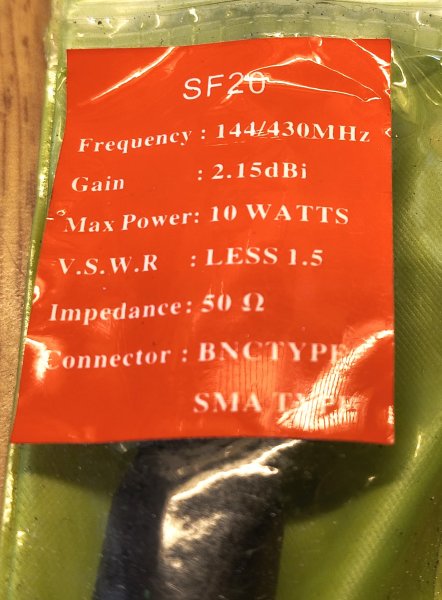 SF20
Frequency : 144/430MHz
Gain : 2.15dBi
Max Power: 10 WATTS
V.S.W.R : LESS 1.5
Impedance: 50 Ω
Connector : BNCTYPE
SMA TYPE